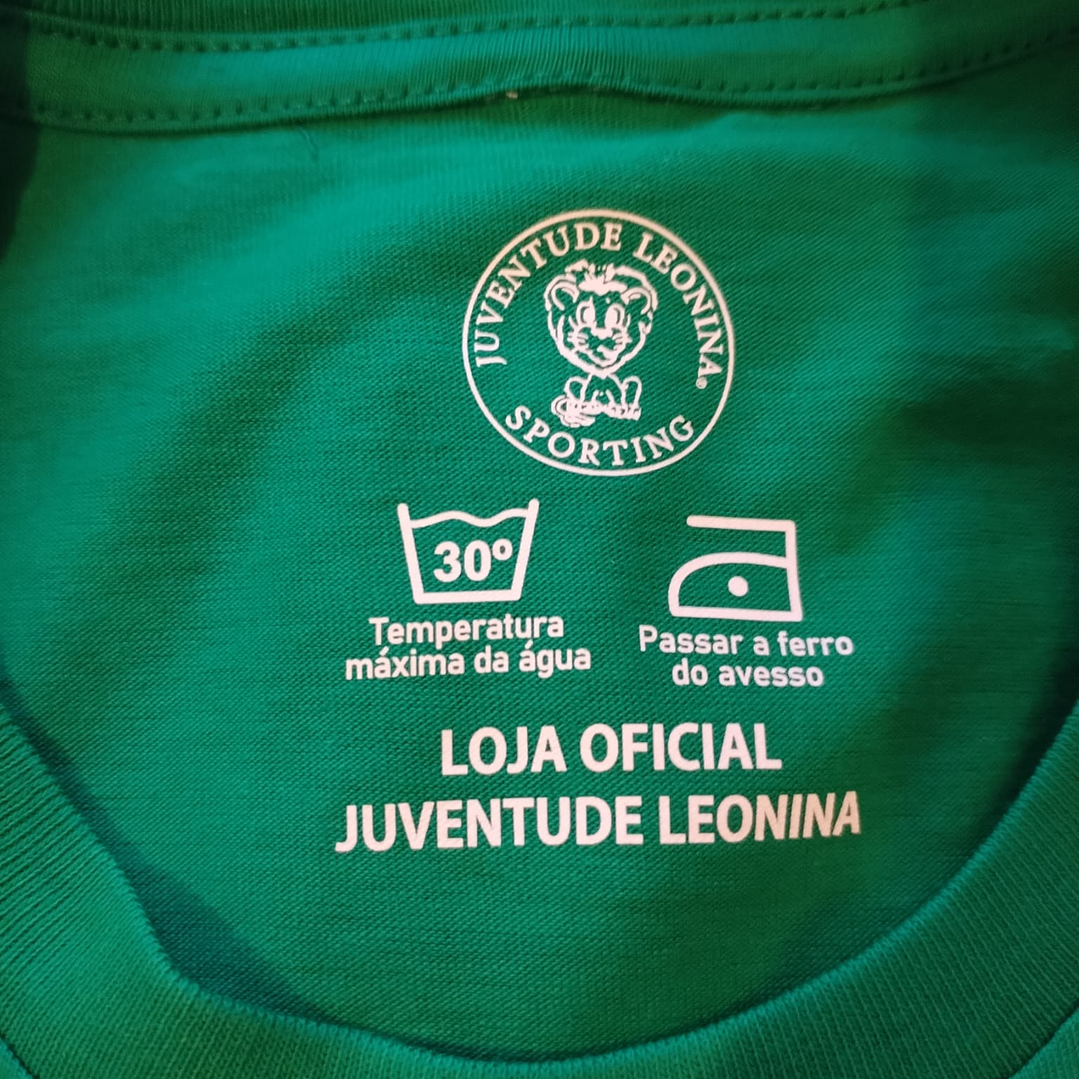 JUVENTUDE LEONINA®
SPORTING
30º
Temperatura
máxima da água
Passar a ferro
do avesso
LOJA OFICIAL
JUVENTUDE LEONINA